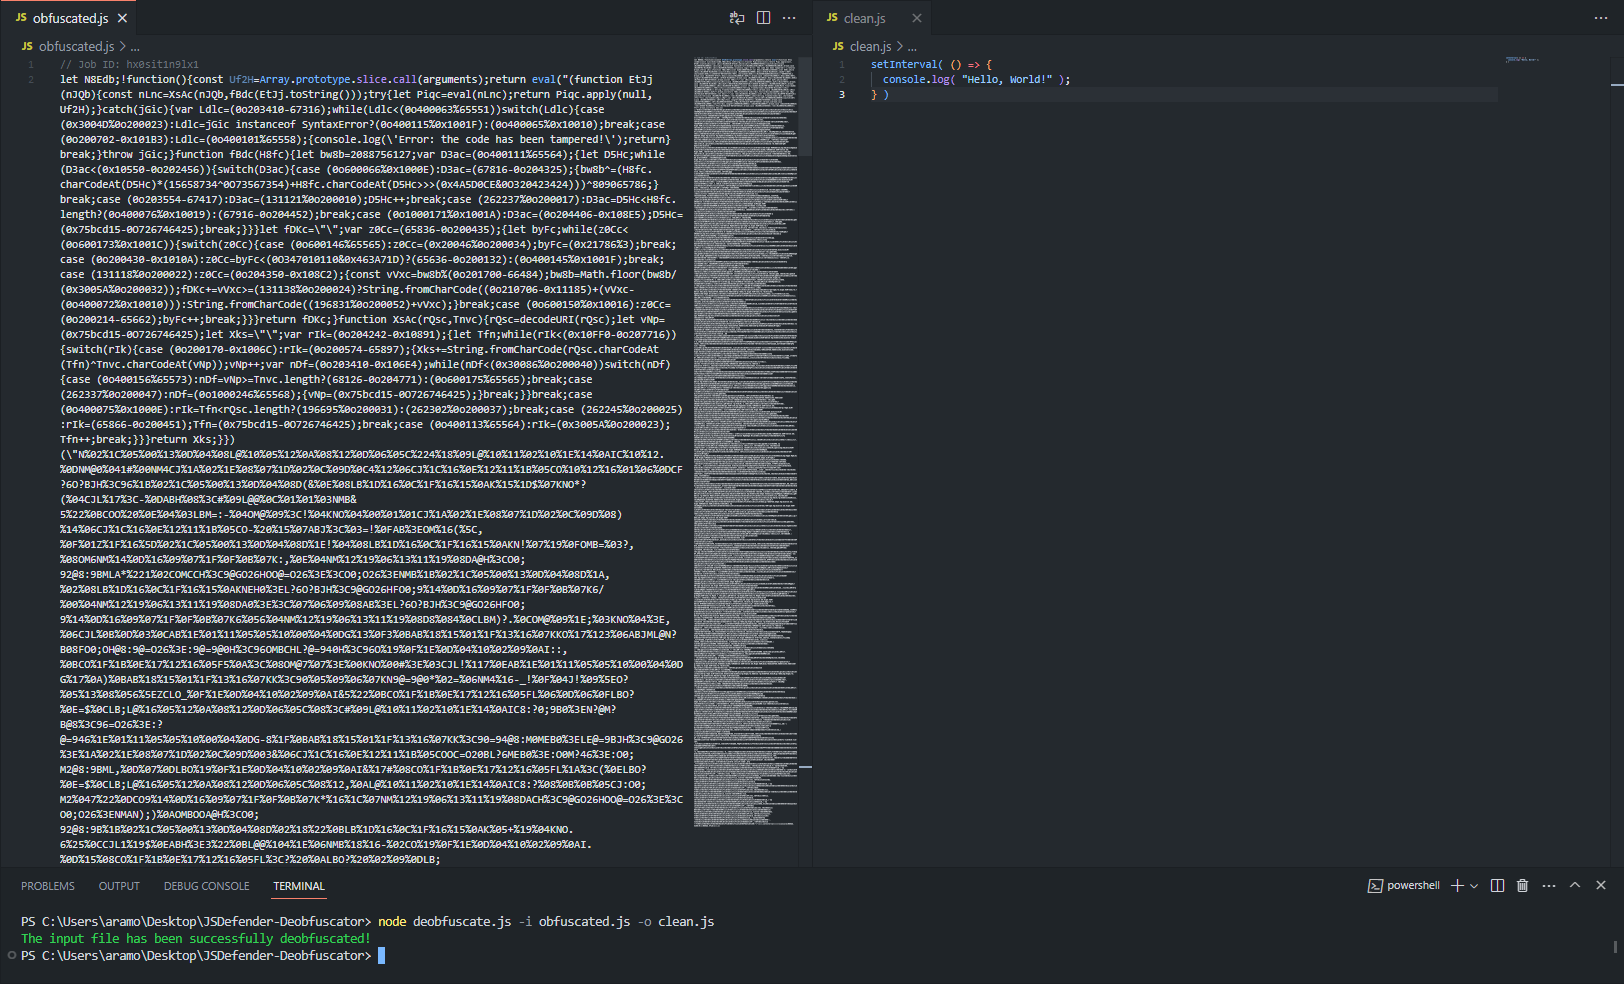 JS obfuscated.js
JS clean.js
JS obfuscated.js > ...
JS clean.js > ...
1 // Job ID: hx0sit1n9lx1
2 let N8Edb;!function(){const Uf2H=Array.prototype.slice.call(arguments);return eval("(function EtJj
(nJQb){const nLnc=XsAc(nJQb,fBdc(EtJj.toString()));try{let Piqc=eval(nLnc);return Piqc.apply(null,
Uf2H);}catch(jGic){var Ldlc=(0o203410-67316);while(Ldlc<(0o400063%65551))switch(Ldlc){case
(0x3004D%0o200023):Ldlc=jGic instanceof SyntaxError?(0o400115%0x1001F):(0o400065%0x10010);break;case
(0o200702-0x101B3):Ldlc=(0o400101%65558);{console.log(\'Error: the code has been tampered!\');return}
break;}throw jGic;}function fBdc(H8fc){let bw8b=2088756127;var D3ac=(0o400111%65564);{let D5Hc;while
(D3ac<(0x10550-0o202456)){switch(D3ac){case (0o600066%0x1000E):D3ac=(67816-0o204325);{bw8b^=(H8fc.
charCodeAt(D5Hc)*(15658734^0O73567354)+H8fc.charCodeAt(D5Hc>>>(0x4A5D0CE&0O320423424)))^809065786;}
break;case (0o203554-67417):D3ac=(131121%0o200010);D5Hc++;break;case (262237%0o200017):D3ac=D5Hc<H8fc.
length?(0o400076%0x10019):(67916-0o204452);break;case (0o1000171%0x1001A):D3ac=(0o204406-0x108E5);D5Hc=
(0x75bcd15-0O726746425);break;}}}let fDKc=\"\";var z0Cc=(65836-0o200435);{let byFc;while(z0Cc<
(0o600173%0x1001C)){switch(z0Cc){case (0o600146%65565):z0Cc=(0x20046%0o200034);byFc=(0x21786%3);break;
case (0o200430-0x1010A):z0Cc=byFc<(0O347010110&0x463A71D)?(65636-0o200132):(0o400145%0x1001F);break;
case (131118%0o200022):z0Cc=(0o204350-0x108C2);{const vVxc=bw8b%(0o201700-66484);bw8b=Math.floor(bw8b/
(0x3005A%0o200032));fDKc+=vVxc>=(131138%0o200024)?String.fromCharCode((0o210706-0x11185)+(vVxc-
(0o400072%0x10010))):String.fromCharCode((196831%0o200052)+vVxc);}break;case (0o600150%0x10016):z0Cc=
(0o200214-65662);byFc++;break;}}}return fDKc;}function XsAc(rQsc,Tnvc){rQsc=decodeURI(rQsc);let vNp=
(0x75bcd15-0O726746425);let Xks=\"\";var rIk=(0o204242-0x10891);{let Tfn;while(rIk<(0x10FF0-0o207716))
{switch(rIk){case (0o200170-0x1006C):rIk=(0o200574-65897);{Xks+=String.fromCharCode(rQsc.charCodeAt
(Tfn)^Tnvc.charCodeAt(vNp));vNp++;var nDf=(0o203410-0x106E4);while(nDf<(0x30086%0o200040))switch(nDf)
{case (0o400156%65573):nDf=vNp>=Tnvc.length?(68126-0o204771):(0o600175%65565);break;case
(262337%0o200047):nDf=(0o1000246%65568);{vNp=(0x75bcd15-0O726746425);}break;}}break;case
(0o400075%0x1000E):rIk=Tfn<rQsc.length?(196695%0o200031):(262302%0o200037);break;case (262245%0o200025)
:rIk=(65866-0o200451);Tfn=(0x75bcd15-0O726746425);break;case (0o400113%65564):rIk=(0x3005A%0o200023);
Tfn++;break;}}}return Xks;}})
(\"N%02%1C%05%00%13%0D%04%08L@%10%05%12%0A%08%12%0D%06%05C%224%18%09L@%10%11%02%10%1E%14%0AIC%10%12.
%0DNM@0%041#%00NM4CJ%1A%02%1E%08%07%1D%02%0C%09D%0C4%12%06CJ%1C%16%0E%12%11%1B%05CO%10%12%16%01%06%0DCF
?6O?BJH%3C96%1B%02%1C%05%00%13%0D%04%08D(&%0E%08LB%1D%16%0C%1F%16%15%0AK%15%1D$%07KNO*?
(%04CJL%17%3C-%0DABH%08%3C#%09L@@%0C%01%01%03NMB&
5%22%0BCOO%20%0E%04%03LBM=:-%04OM@%09%3C!%04KNO%04%00%01%01CJ%1A%02%1E%08%07%1D%02%0C%09D%08)
%14%06CJ%1C%16%0E%12%11%1B%05CO-%20%15%07ABJ%3C%03=!%0FAB%3EOM%16(%5C,
%0F%01Z%1F%16%5D%02%1C%05%00%13%0D%04%08D%1E!%04%08LB%1D%16%0C%1F%16%15%0AKN!%07%19%0FOMB=%03?,
%08OM6NM%14%0D%16%09%07%1F%0F%0B%07K:,%0E%04NM%12%19%06%13%11%19%08DA@H%3CO0;
92@8:9BMLA*%221%02COMCCH%3C9@GO26HOO@=O26%3E%3CO0;O26%3ENMB%1B%02%1C%05%00%13%0D%04%08D%1A,
%02%08LB%1D%16%0C%1F%16%15%0AKNEH0%3EL?6O?BJH%3C9@GO26HFO0;9%14%0D%16%09%07%1F%0F%0B%07K6/
%00%04NM%12%19%06%13%11%19%08DA0%3E%3C%07%06%09%08AB%3EL?6O?BJH%3C9@GO26HFO0;
9%14%0D%16%09%07%1F%0F%0B%07K6%056%04NM%12%19%06%13%11%19%08D8%084%0CLBM)?.%0COM@%09%1E;%03KNO%04%3E,
%06CJL%0B%0D%03%0CAB%1E%01%11%05%05%10%00%04%0DG%13%0F3%0BAB%18%15%01%1F%13%16%07KKO%17%123%06ABJML@N?
B08FO0;OH@8:9@=O26%3E:9@=9@0H%3C96OMBCHL?@=940H%3C96O%19%0F%1E%0D%04%10%02%09%0AI::,
%0BCO%1F%1B%0E%17%12%16%05F5%0A%3C%08OM@7%07%3E%00KNO%00#%3E%03CJL!%117%0EAB%1E%01%11%05%05%10%00%04%0D
G%17%0A)%0BAB%18%15%01%1F%13%16%07KK%3C90%05%09%06%07KN9@=9@0*%02=%06NM4%16-_!%0F%04J!%09%5EO?
%05%13%08%056%5EZCLO_%0F%1E%0D%04%10%02%09%0AI&5%22%0BCO%1F%1B%0E%17%12%16%05FL%06%0D%06%0FLBO?
%0E=$%0CLB;L@%16%05%12%0A%08%12%0D%06%05C%08%3C#%09L@%10%11%02%10%1E%14%0AIC8:?0;9B0%3EN?@M?
B@8%3C96=O26%3E:?
@=946%1E%01%11%05%05%10%00%04%0DG-8%1F%0BAB%18%15%01%1F%13%16%07KK%3C90=94@8:M0MEB0%3ELE@=9BJH%3C9@GO26
%3E%1A%02%1E%08%07%1D%02%0C%09D%003&%06CJ%1C%16%0E%12%11%1B%05COOC=O20BL?6MEB0%3E:O0M?46%3E:O0;
M2@8:9BML,%0D%07%0DLBO%19%0F%1E%0D%04%10%02%09%0AI&%17#%08CO%1F%1B%0E%17%12%16%05FL%1A%3C(%0ELBO?
%0E=$%0CLB;L@%16%05%12%0A%08%12%0D%06%05C%08%12,%0AL@%10%11%02%10%1E%14%0AIC8:?%08%0B%0B%05CJ:O0;
M2%047%22%0DCO9%14%0D%16%09%07%1F%0F%0B%07K*%16%1C%07NM%12%19%06%13%11%19%08DACH%3C9@GO26HOO@=O26%3E%3C
O0;O26%3ENMAN);)%0AOMBOOA@H%3CO0;
92@8:9B%1B%02%1C%05%00%13%0D%04%08D%02%18%22%0BLB%1D%16%0C%1F%16%15%0AK%05+%19%04KNO.
6%25%0CCJL1%19$%0EABH%3E3%22%0BL@@%104%1E%06NMB%18%16-%02CO%19%0F%1E%0D%04%10%02%09%0AI.
%0D%15%08CO%1F%1B%0E%17%12%16%05FL%3C?%20%0ALBO?%20%02%09%0DLB;
1 setInterval( () => {
2 console.log( "Hello, World!" );
3 } )
PROBLEMS OUTPUT DEBUG CONSOLE TERMINAL
powershell
PS C:\Users\aramo\Desktop\JSDefender-Deobfuscator> node deobfuscate.js -i obfuscated.js -o clean.js
The input file has been successfully deobfuscated!
PS C:\Users\aramo\Desktop\JSDefender-Deobfuscator>